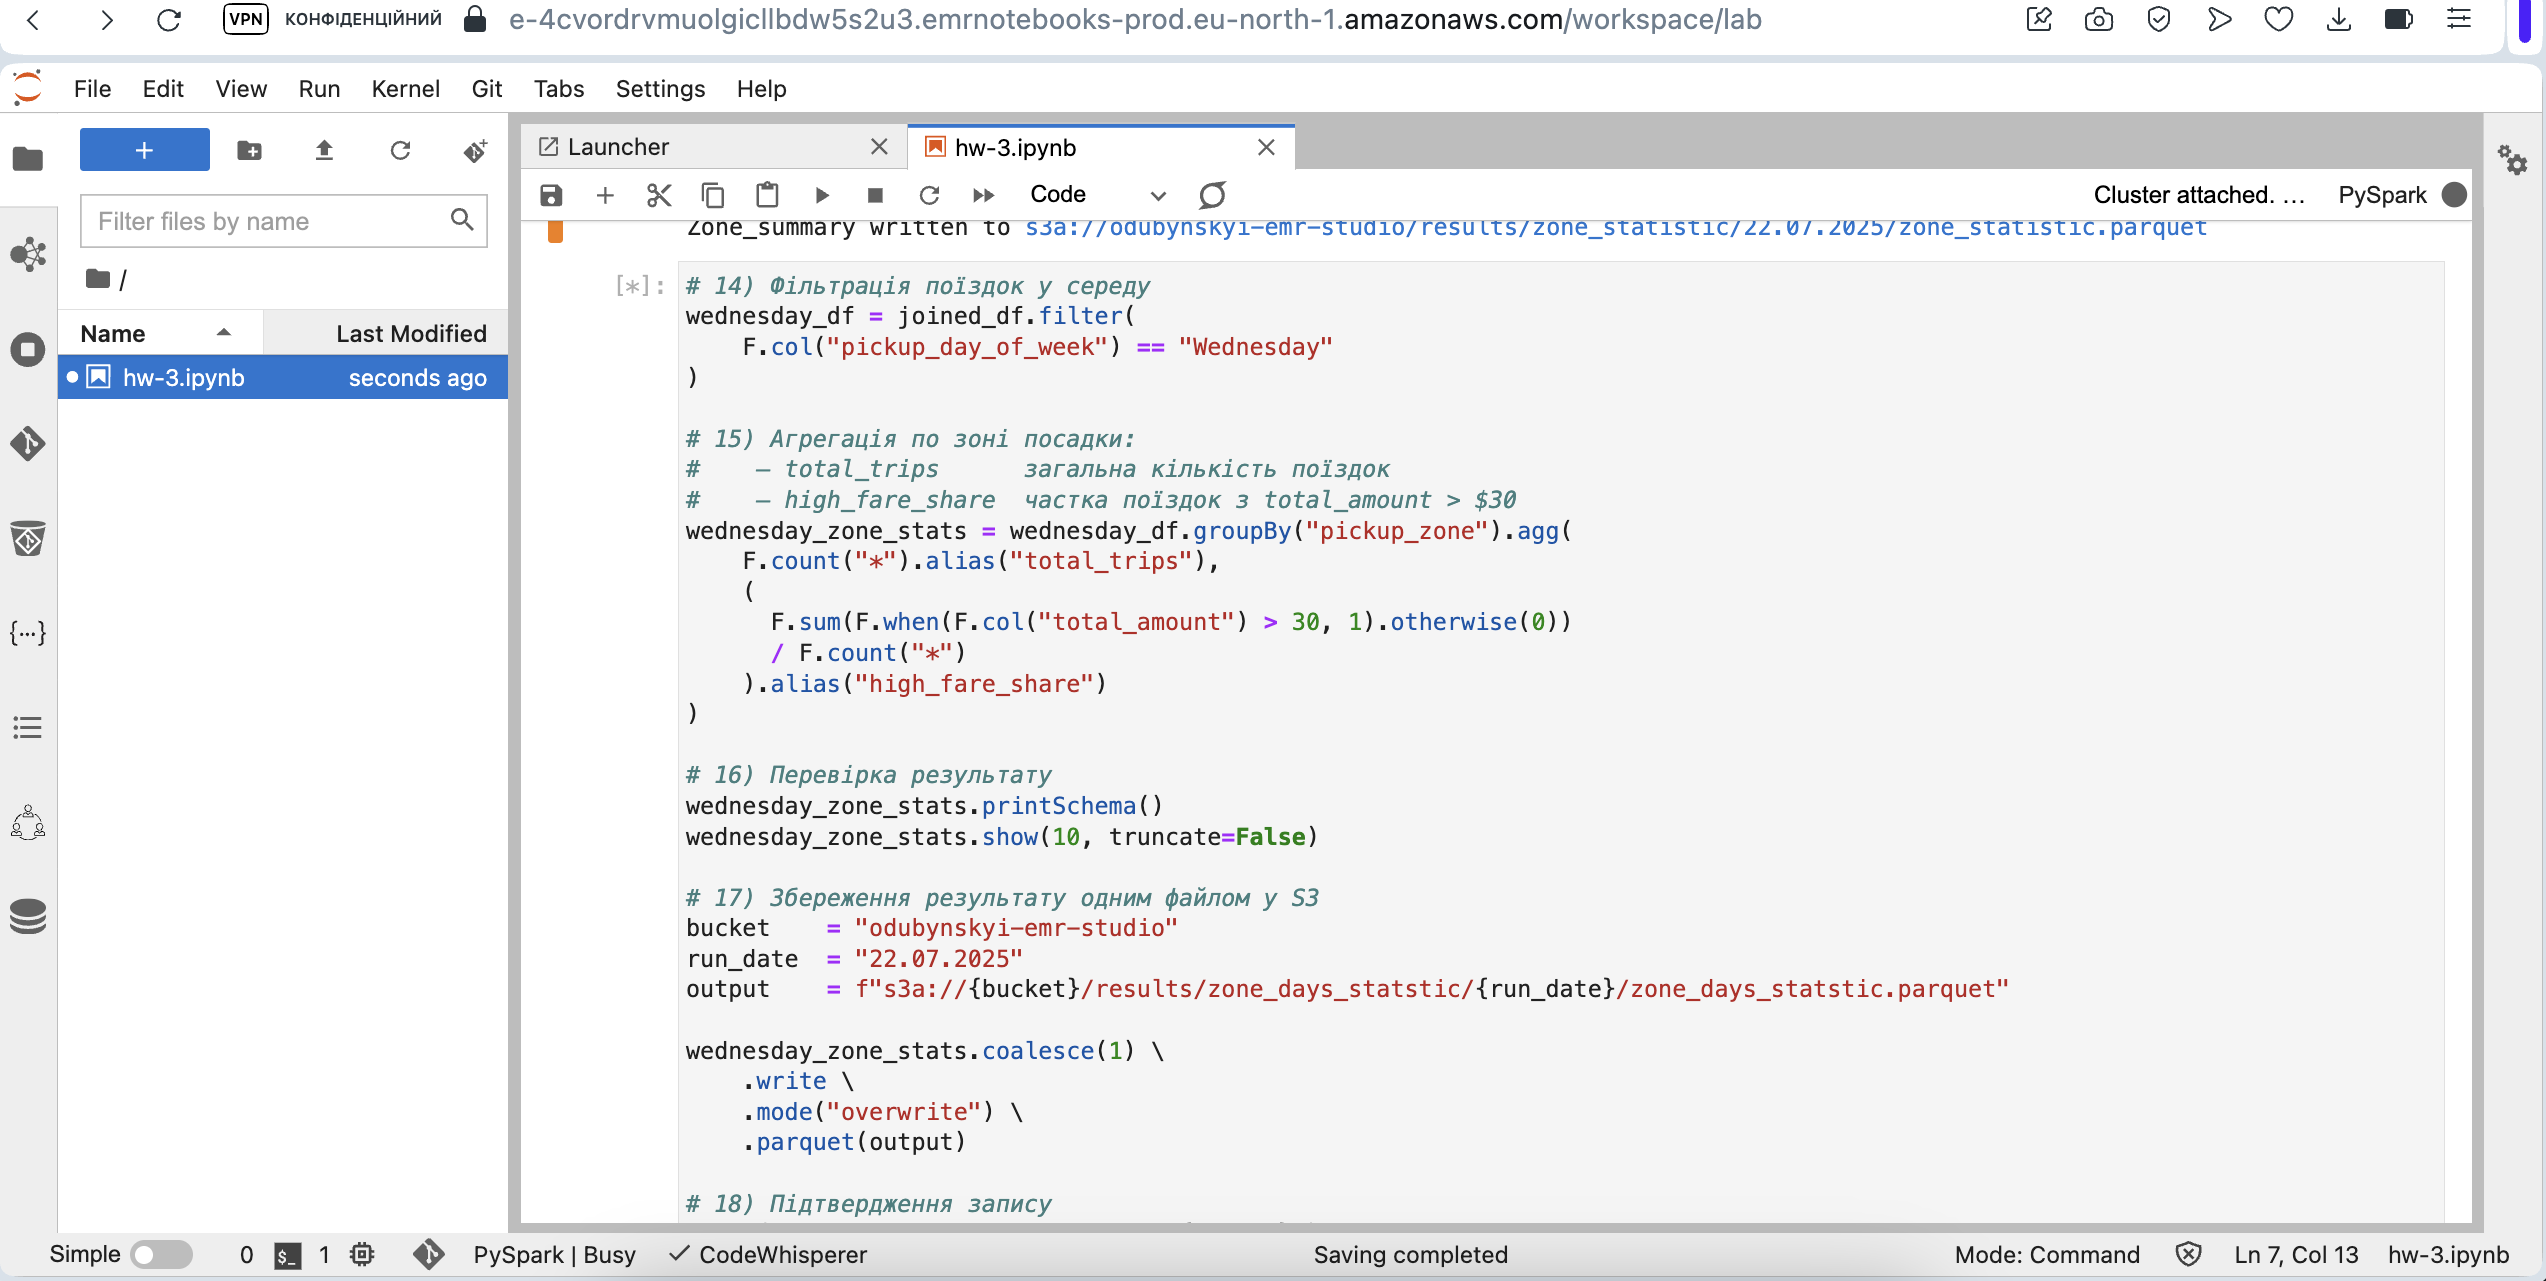 VPN КОНФІДЕНЦІЙНИЙ e-4cvordrvmuolgicllbdw5s2u3.emrnotebooks-prod.eu-north-1.amazonaws.com/workspace/lab
File Edit View Run Kernel Git Tabs Settings Help
Launcher hw-3.ipynb
Code Cluster attached. ... PySpark
Filter files by name
/
Name Last Modified
hw-3.ipynb seconds ago
Zone_summary written to s3a://odubynskyi-emr-studio/results/zone_statistic/22.07.2025/zone_statistic.parquet
[*]: # 14) Фільтрація поїздок у середу
wednesday_df = joined_df.filter(
F.col("pickup_day_of_week") == "Wednesday"
)
# 15) Агрегація по зоні посадки:
# – total_trips загальна кількість поїздок
# – high_fare_share частка поїздок з total_amount > $30
wednesday_zone_stats = wednesday_df.groupBy("pickup_zone").agg(
F.count("*").alias("total_trips"),
(
F.sum(F.when(F.col("total_amount") > 30, 1).otherwise(0))
/ F.count("*")
).alias("high_fare_share")
)
# 16) Перевірка результату
wednesday_zone_stats.printSchema()
wednesday_zone_stats.show(10, truncate=False)
# 17) Збереження результату одним файлом у S3
bucket = "odubynskyi-emr-studio"
run_date = "22.07.2025"
output = f"s3a://{bucket}/results/zone_days_statstic/{run_date}/zone_days_statstic.parquet"
wednesday_zone_stats.coalesce(1) \
.write \
.mode("overwrite") \
.parquet(output)
# 18) Підтвердження запису
Simple 0 $_ 1 PySpark | Busy CodeWhisperer Saving completed Mode: Command Ln 7, Col 13 hw-3.ipynb